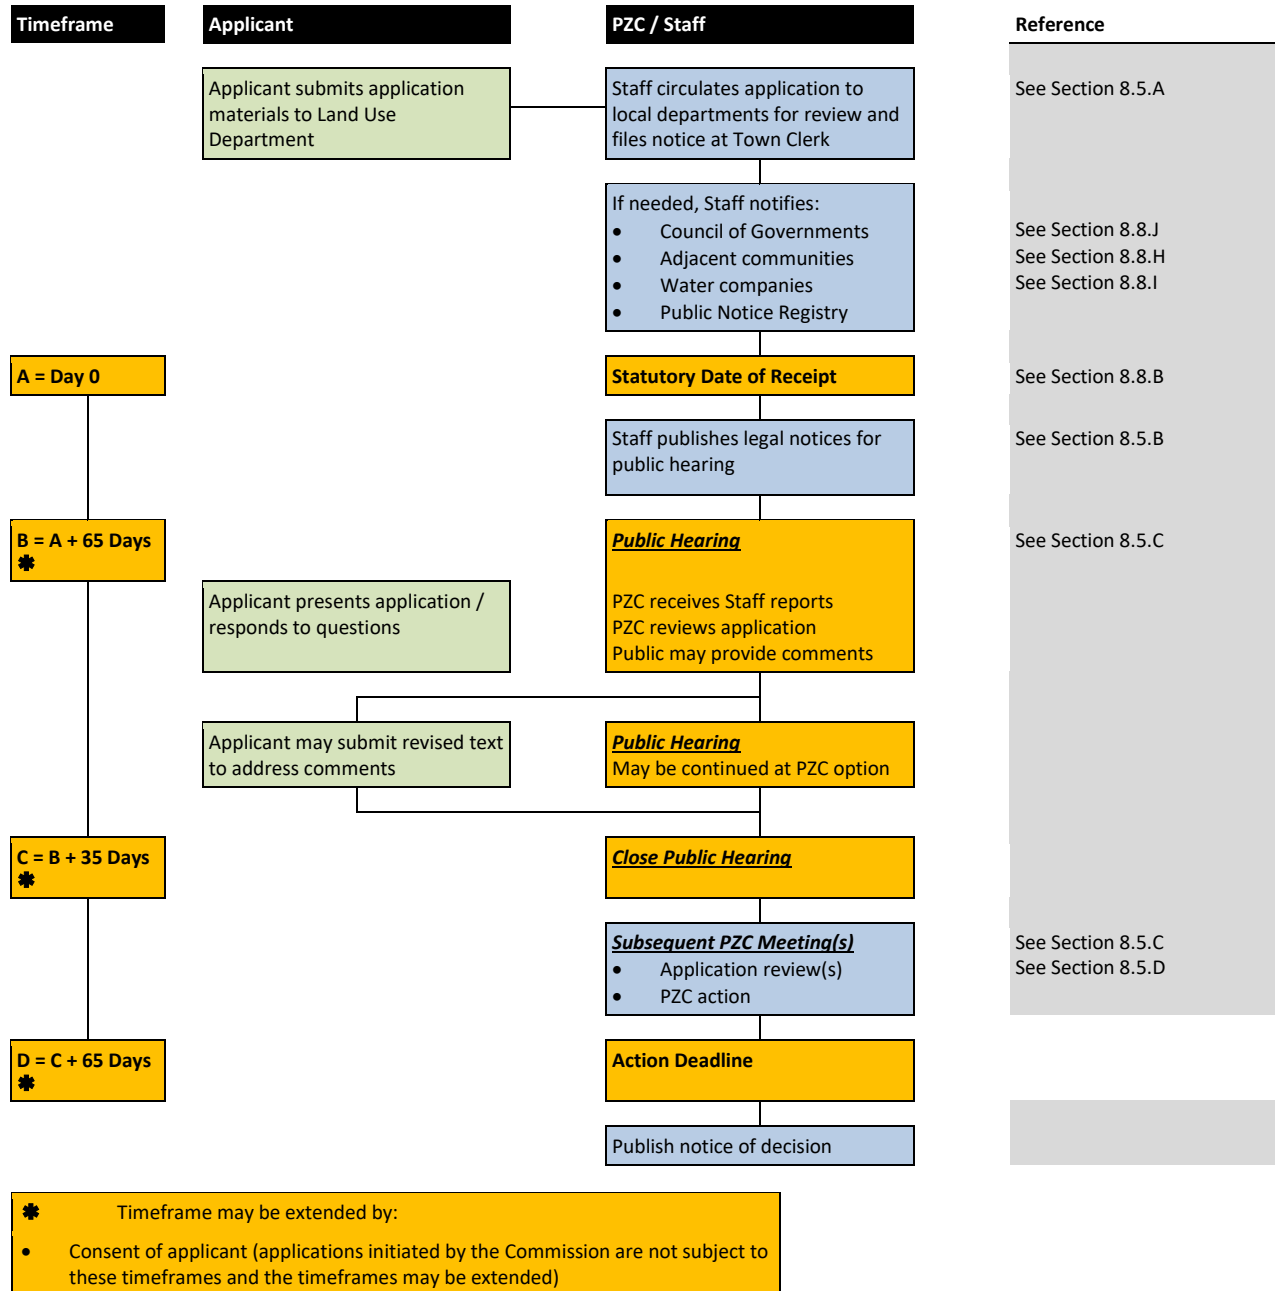 Timeframe
Applicant
PZC / Staff
Reference
Applicant submits application
materials to Land Use
Department
Staff circulates application to
local departments for review and
files notice at Town Clerk
See Section 8.5.A
If needed, Staff notifies:
• Council of Governments
• Adjacent communities
• Water companies
• Public Notice Registry
See Section 8.8.J
See Section 8.8.H
See Section 8.8.I
A = Day 0
Statutory Date of Receipt
See Section 8.8.B
Staff publishes legal notices for
public hearing
See Section 8.5.B
B = A + 65 Days
✱
Public Hearing
See Section 8.5.C
Applicant presents application /
responds to questions
PZC receives Staff reports
PZC reviews application
Public may provide comments
Applicant may submit revised text
to address comments
Public Hearing
May be continued at PZC option
C = B + 35 Days
✱
Close Public Hearing
Subsequent PZC Meeting(s)
• Application review(s)
• PZC action
See Section 8.5.C
See Section 8.5.D
D = C + 65 Days
✱
Action Deadline
Publish notice of decision
✱ Timeframe may be extended by:
• Consent of applicant (applications initiated by the Commission are not subject to
these timeframes and the timeframes may be extended)